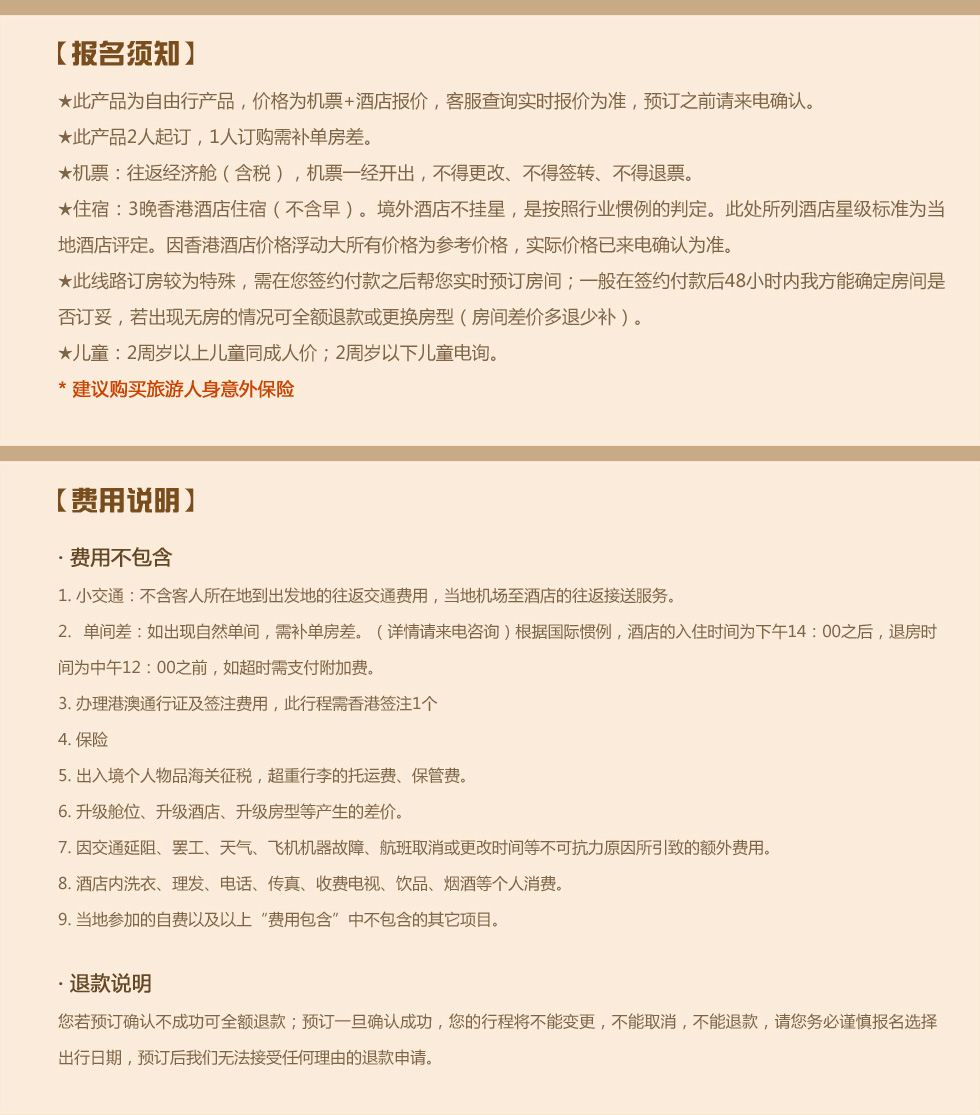 【报名须知】
★此产品为自由行产品，价格为机票+酒店报价，客服查询实时报价为准，预订之前请来电确认。
★此产品2人起订，1人订购需补单房差。
★机票：往返经济舱（含税），机票一经开出，不得更改、不得签转、不得退票。
★住宿：3晚香港酒店住宿（不含早）。境外酒店不挂星，是按照行业惯例的判定。此处所列酒店星级标准为当
地酒店评定。因香港酒店价格浮动大所有价格为参考价格，实际价格已来电确认为准。
★此线路订房较为特殊，需在您签约付款之后帮您实时预订房间；一般在签约付款后48小时内我方能确定房间是
否订妥，若出现无房的情况可全额退款或更换房型（房间差价多退少补）。
★儿童：2周岁以上儿童同成人价；2周岁以下儿童电询。
* 建议购买旅游人身意外保险
【费用说明】
· 费用不包含
1. 小交通：不含客人所在地到出发地的往返交通费用，当地机场至酒店的往返接送服务。
2. 单间差：如出现自然单间，需补单房差。（详情请来电咨询）根据国际惯例，酒店的入住时间为下午14：00之后，退房时
间为中午12：00之前，如超时需支付附加费。
3. 办理港澳通行证及签注费用，此行程需香港签注1个
4. 保险
5. 出入境个人物品海关征税，超重行李的托运费、保管费。
6. 升级舱位、升级酒店、升级房型等产生的差价。
7. 因交通延阻、罢工、天气、飞机机器故障、航班取消或更改时间等不可抗力原因所引致的额外费用。
8. 酒店内洗衣、理发、电话、传真、收费电视、饮品、烟酒等个人消费。
9. 当地参加的自费以及以上“费用包含”中不包含的其它项目。
· 退款说明
您若预订确认不成功可全额退款；预订一旦确认成功，您的行程将不能变更，不能取消，不能退款，请您务必谨慎报名选择
出行日期，预订后我们无法接受任何理由的退款申请。